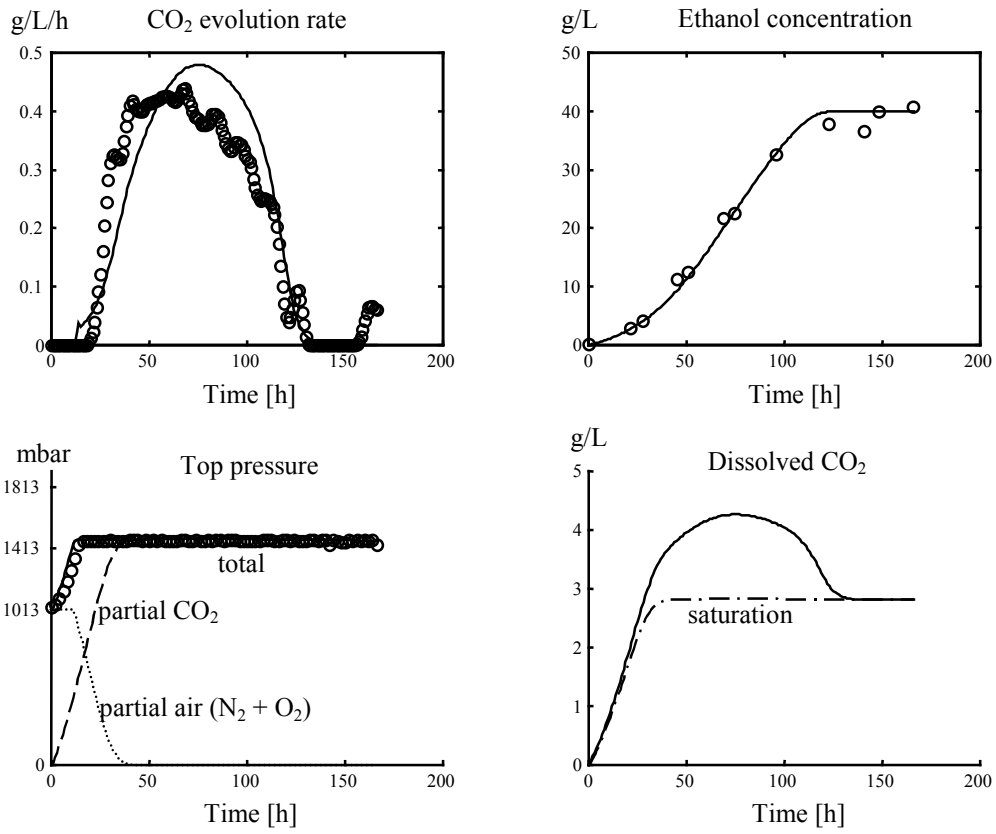 g/L/h CO₂ evolution rate
0.5
0.4
0.3
0.2
0.1
0
0 50 100 150 200
Time [h]
g/L Ethanol concentration
50
40
30
20
10
0
0 50 100 150 200
Time [h]
mbar Top pressure
1813
1413
1013
0
total
partial CO₂
partial air (N₂ + O₂)
0 50 100 150 200
Time [h]
g/L Dissolved CO₂
5
4
3
2
1
0
saturation
0 50 100 150 200
Time [h]